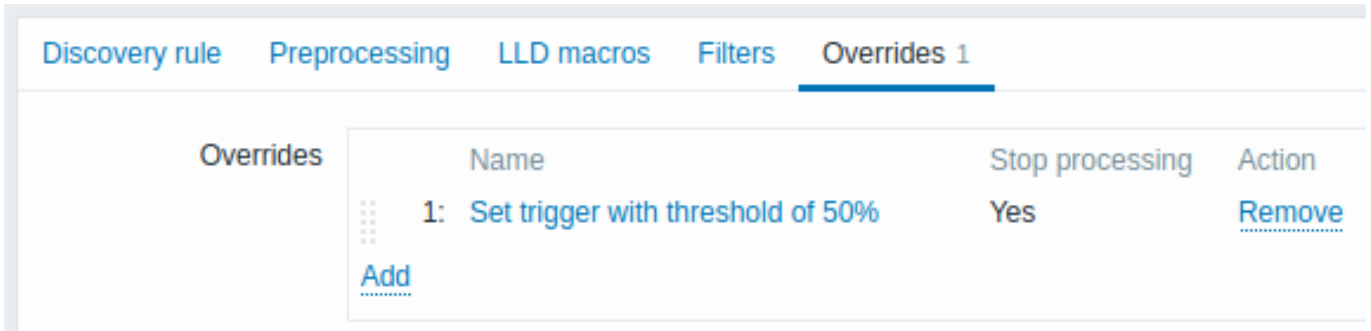 Discovery rule Preprocessing LLD macros Filters Overrides 1
Overrides Name Stop processing Action
1: Set trigger with threshold of 50% Yes Remove
Add